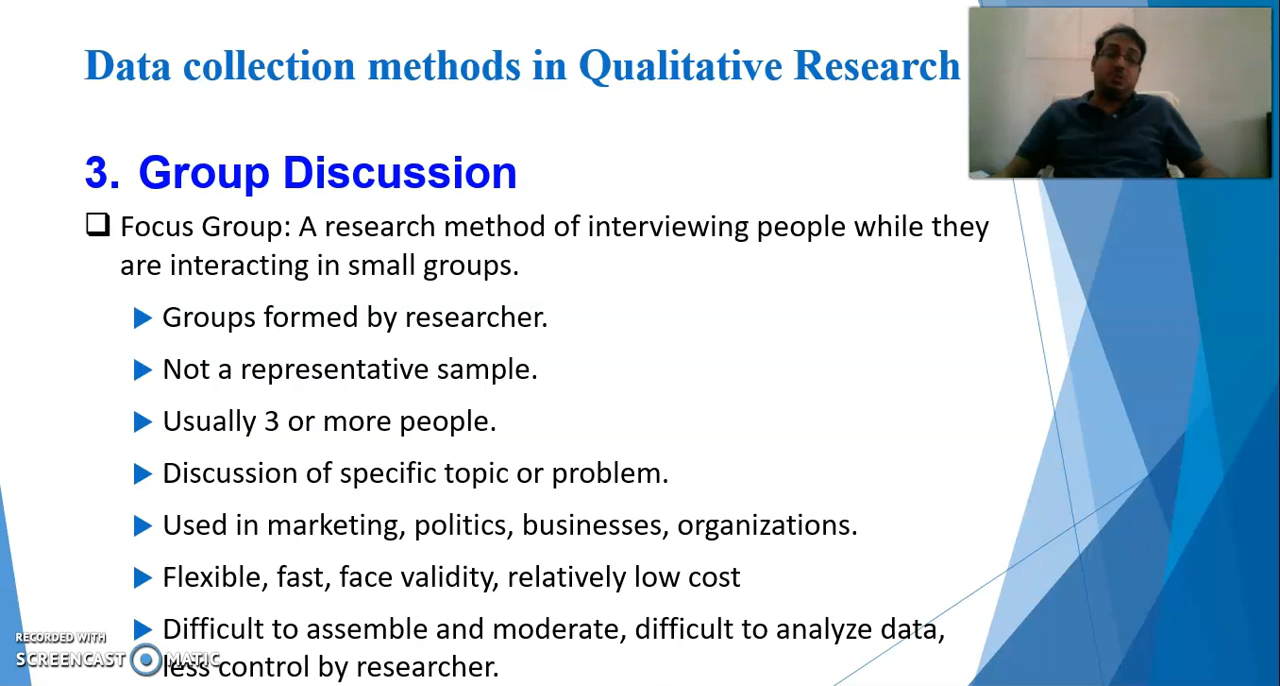 Data collection methods in Qualitative Research
3. Group Discussion
Focus Group: A research method of interviewing people while they
are interacting in small groups.
Groups formed by researcher.
Not a representative sample.
Usually 3 or more people.
Discussion of specific topic or problem.
Used in marketing, politics, businesses, organizations.
Flexible, fast, face validity, relatively low cost
Difficult to assemble and moderate, difficult to analyze data,
less control by researcher.
RECORDED WITH
SCREENCAST MATIC